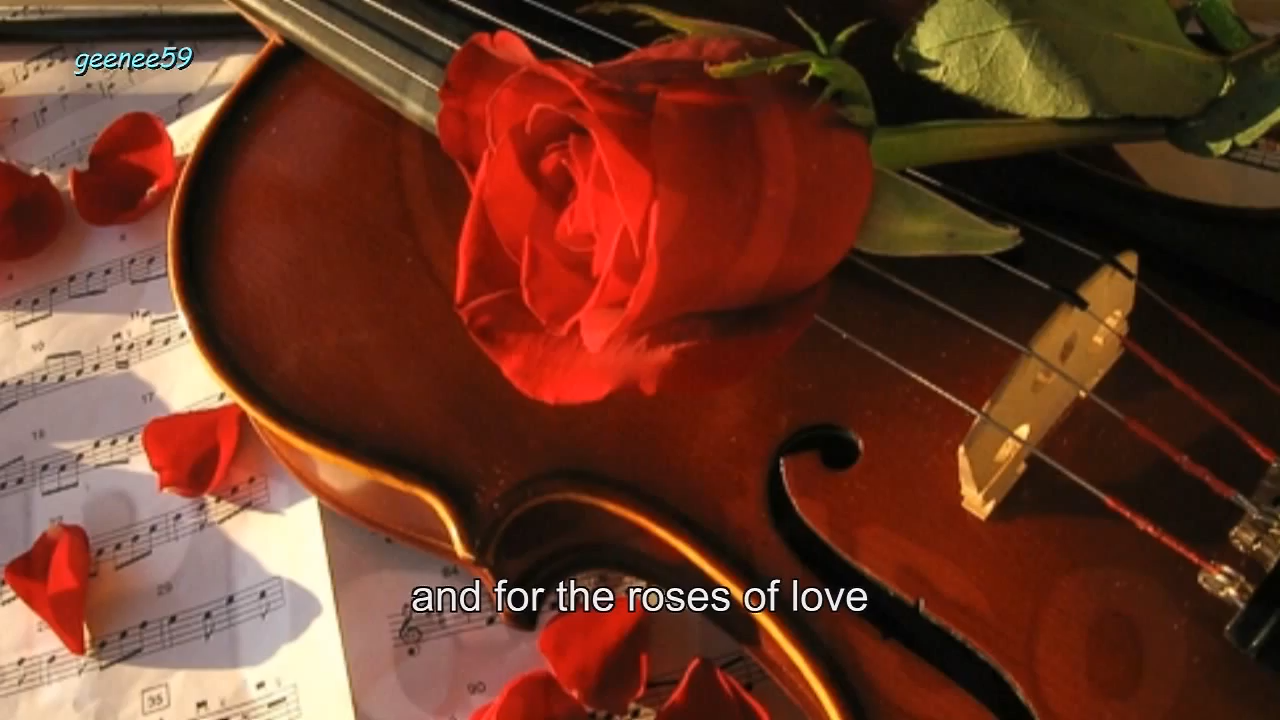 geenee59
and for the roses of love